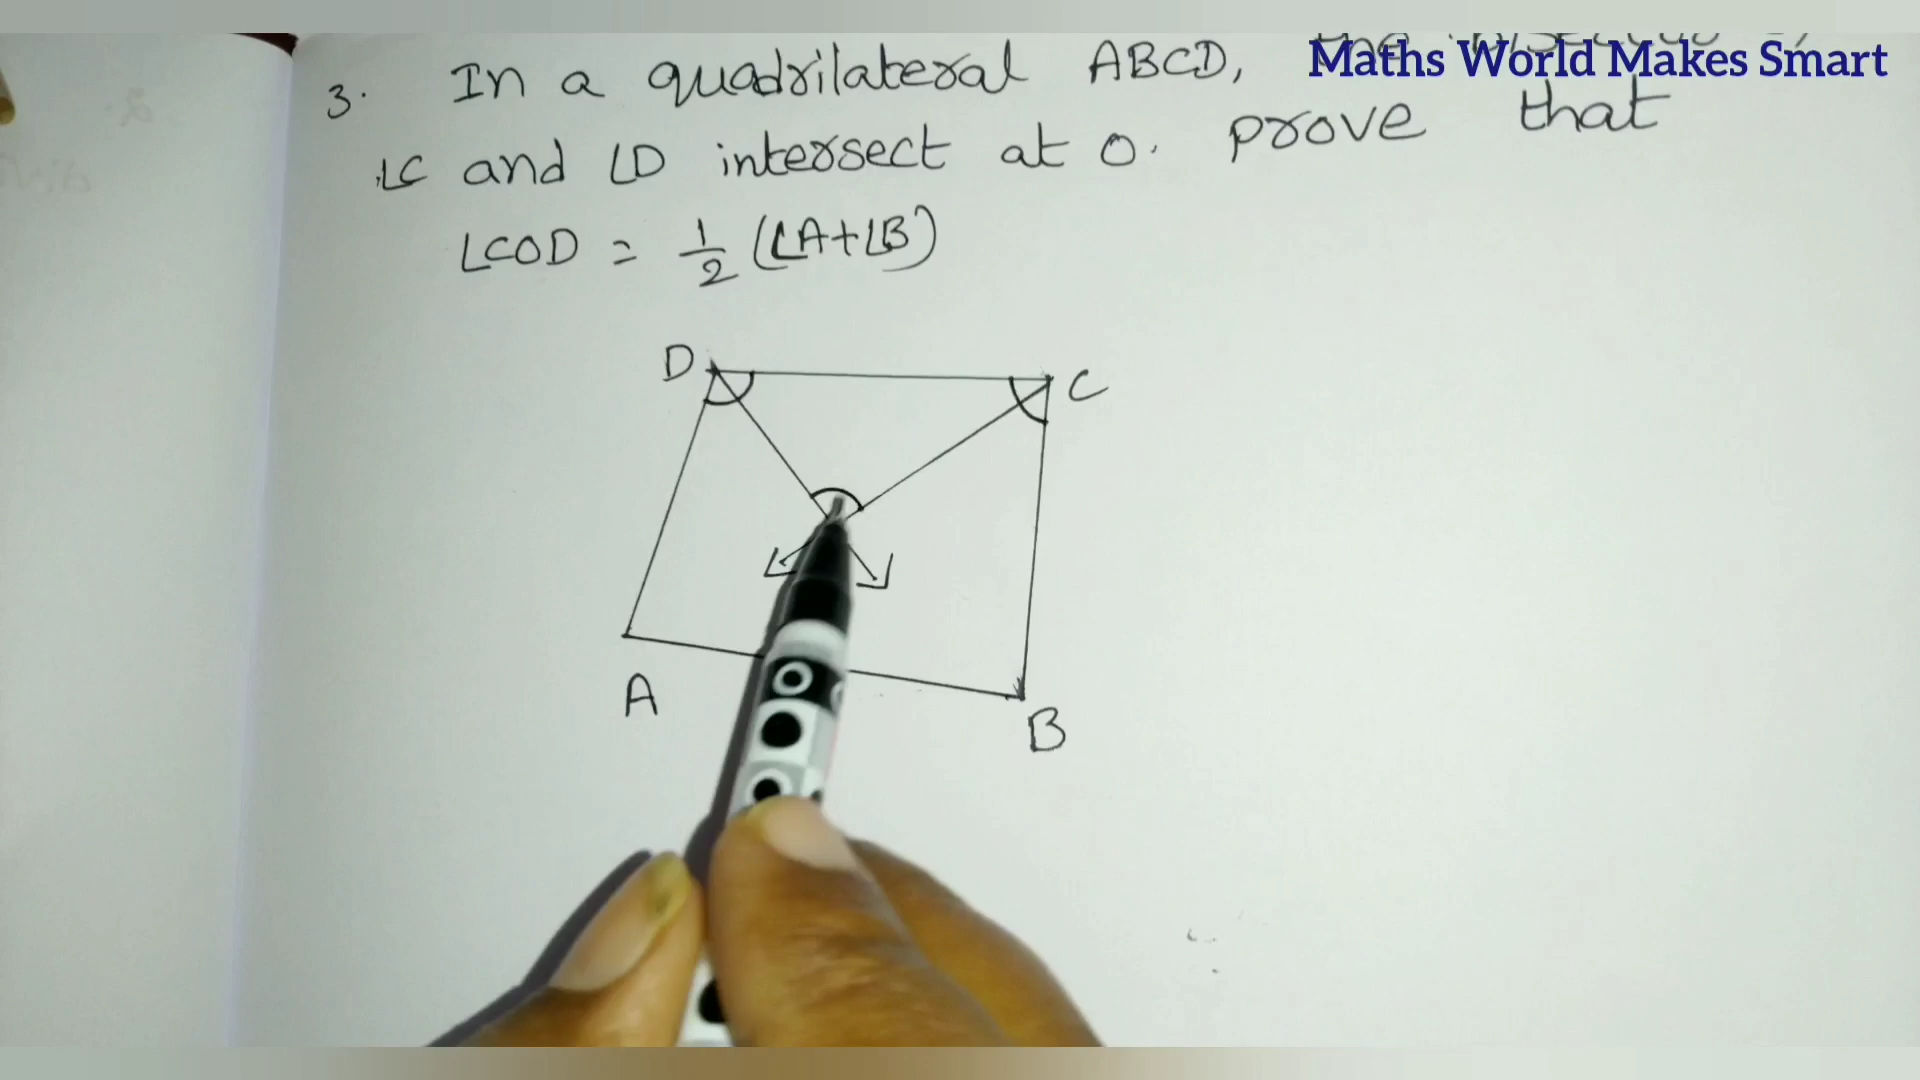 Maths World Makes Smart
3. In a quadrilateral ABCD,
∠C and ∠D intersect at O. prove that
∠COD = 1/2 (∠A+∠B)
D
C
A
B